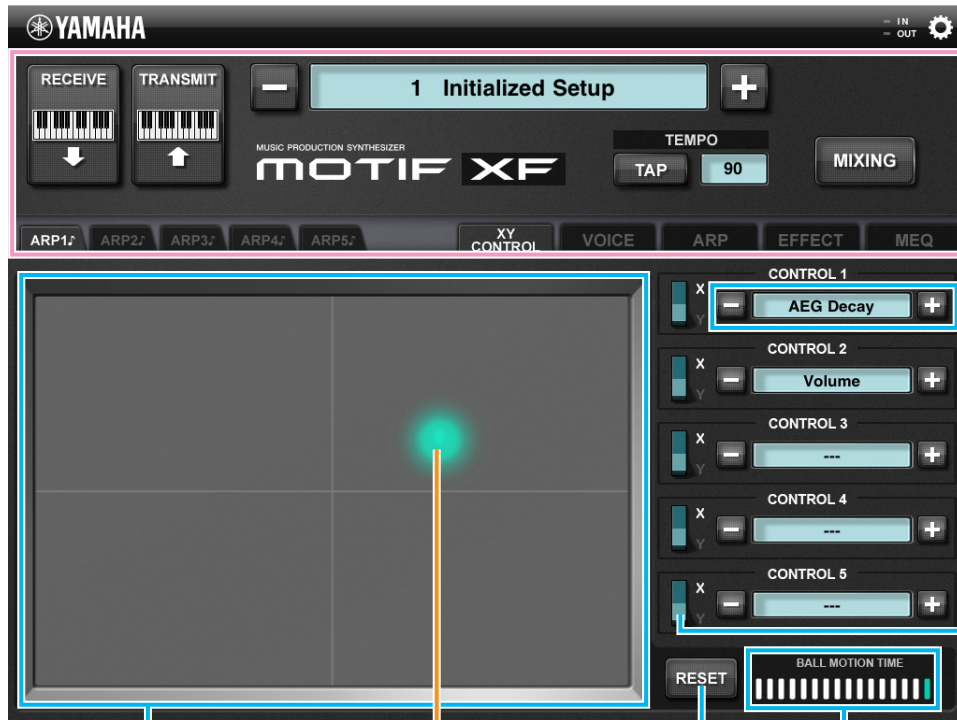 YAMAHA
IN
OUT
RECEIVE
TRANSMIT
1 Initialized Setup
MUSIC PRODUCTION SYNTHESIZER
MOTIF XF
TEMPO
TAP
90
MIXING
ARP1♪
ARP2♪
ARP3♪
ARP4♪
ARP5♪
XY
CONTROL
VOICE
ARP
EFFECT
MEQ
CONTROL 1
X
Y
AEG Decay
CONTROL 2
X
Y
Volume
CONTROL 3
X
Y
---
CONTROL 4
X
Y
---
CONTROL 5
X
Y
---
RESET
BALL MOTION TIME